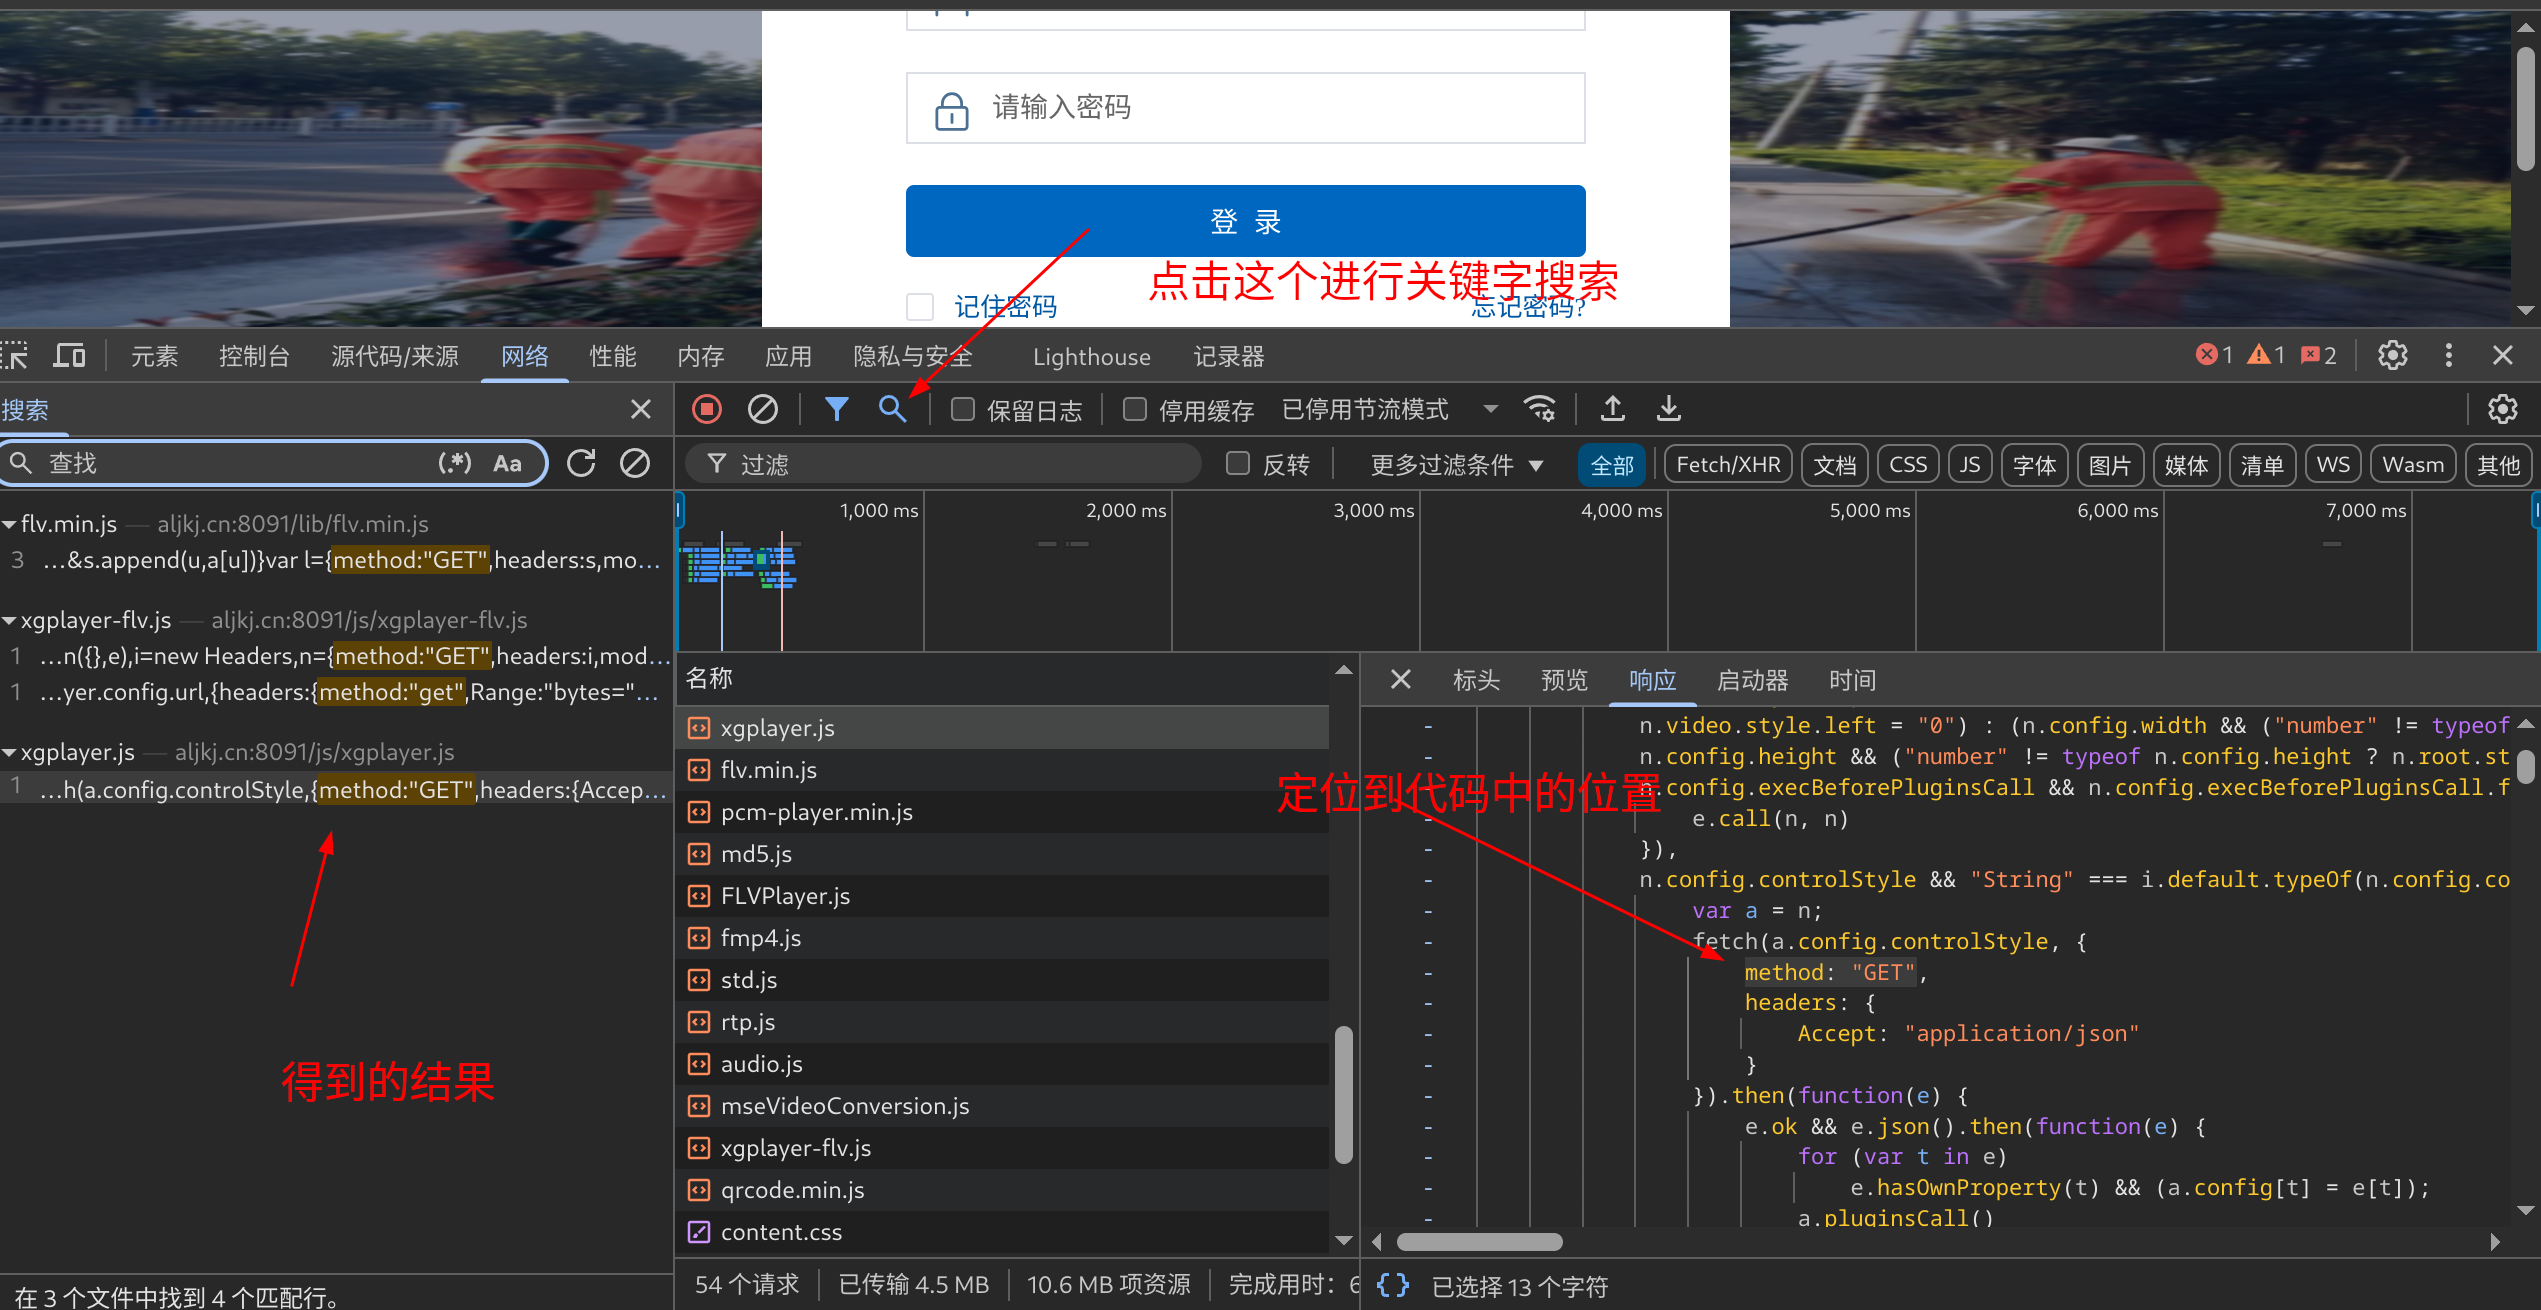 请输入密码
登 录
点击这个进行关键字搜索
记住密码
忘记密码?
元素
控制台
源代码/来源
网络
性能
内存
应用
隐私与安全
Lighthouse
记录器
1
1
2
搜索
保留日志
停用缓存
已停用节流模式
查找
(.*)
Aa
过滤
反转
更多过滤条件
全部
Fetch/XHR
文档
CSS
JS
字体
图片
媒体
清单
WS
Wasm
其他
1,000 ms
2,000 ms
3,000 ms
4,000 ms
5,000 ms
6,000 ms
7,000 ms
flv.min.js — aljkj.cn:8091/lib/flv.min.js
3 …&s.append(u,a[u])}var l={method:"GET",headers:s,mo…
xgplayer-flv.js — aljkj.cn:8091/js/xgplayer-flv.js
1 …n({},e),i=new Headers,n={method:"GET",headers:i,mod…
1 …yer.config.url,{headers:{method:"get",Range:"bytes="…
xgplayer.js — aljkj.cn:8091/js/xgplayer.js
1 …h(a.config.controlStyle,{method:"GET",headers:{Accep…
得到的结果
在 3 个文件中找到 4 个匹配行。
名称
xgplayer.js
flv.min.js
pcm-player.min.js
md5.js
FLVPlayer.js
fmp4.js
std.js
rtp.js
audio.js
mseVideoConversion.js
xgplayer-flv.js
qrcode.min.js
content.css
54 个请求
已传输 4.5 MB
10.6 MB 项资源
完成用时：6
标头
预览
响应
启动器
时间
n.video.style.left = "0") : (n.config.width && ("number" != typeof
n.config.height && ("number" != typeof n.config.height ? n.root.st
定位到代码中的位置
.config.execBeforePluginsCall && n.config.execBeforePluginsCall.f
e.call(n, n)
}),
n.config.controlStyle && "String" === i.default.typeOf(n.config.co
var a = n;
fetch(a.config.controlStyle, {
method: "GET",
headers: {
Accept: "application/json"
}
}).then(function(e) {
e.ok && e.json().then(function(e) {
for (var t in e)
e.hasOwnProperty(t) && (a.config[t] = e[t]);
a.pluginsCall()
{} 已选择 13 个字符